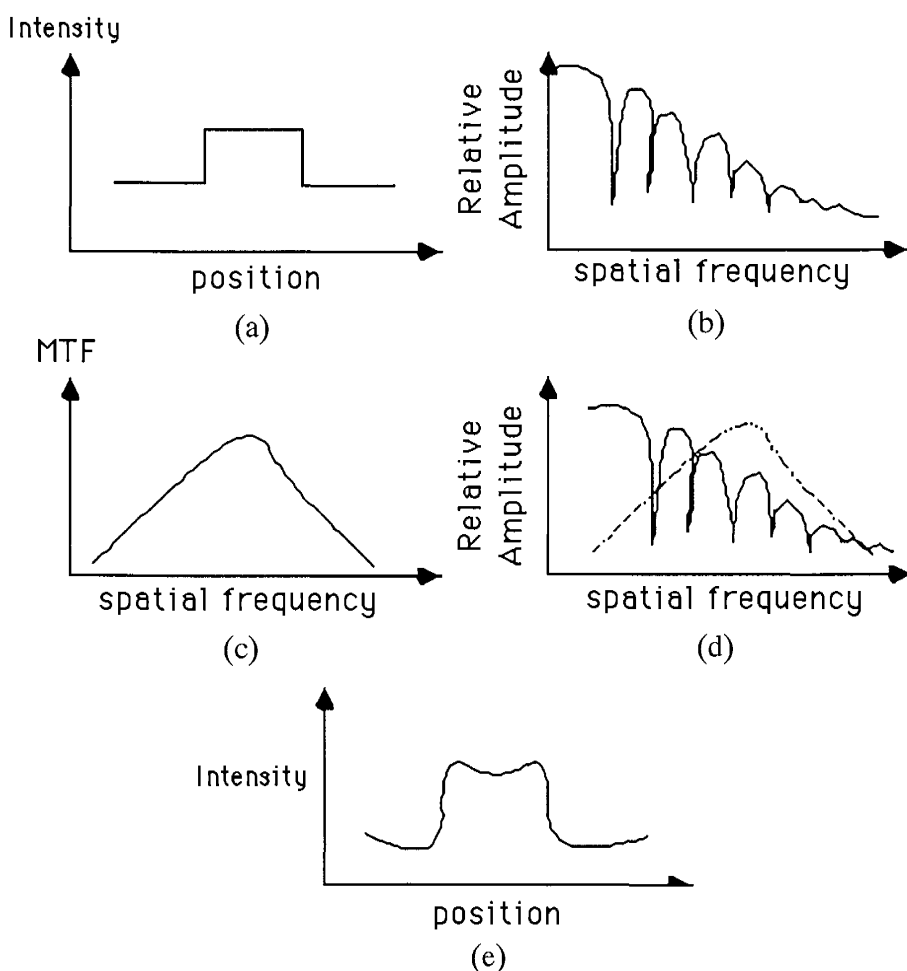 Intensity
position
(a)
Relative
Amplitude
spatial frequency
(b)
MTF
spatial frequency
(c)
Relative
Amplitude
spatial frequency
(d)
Intensity
position
(e)